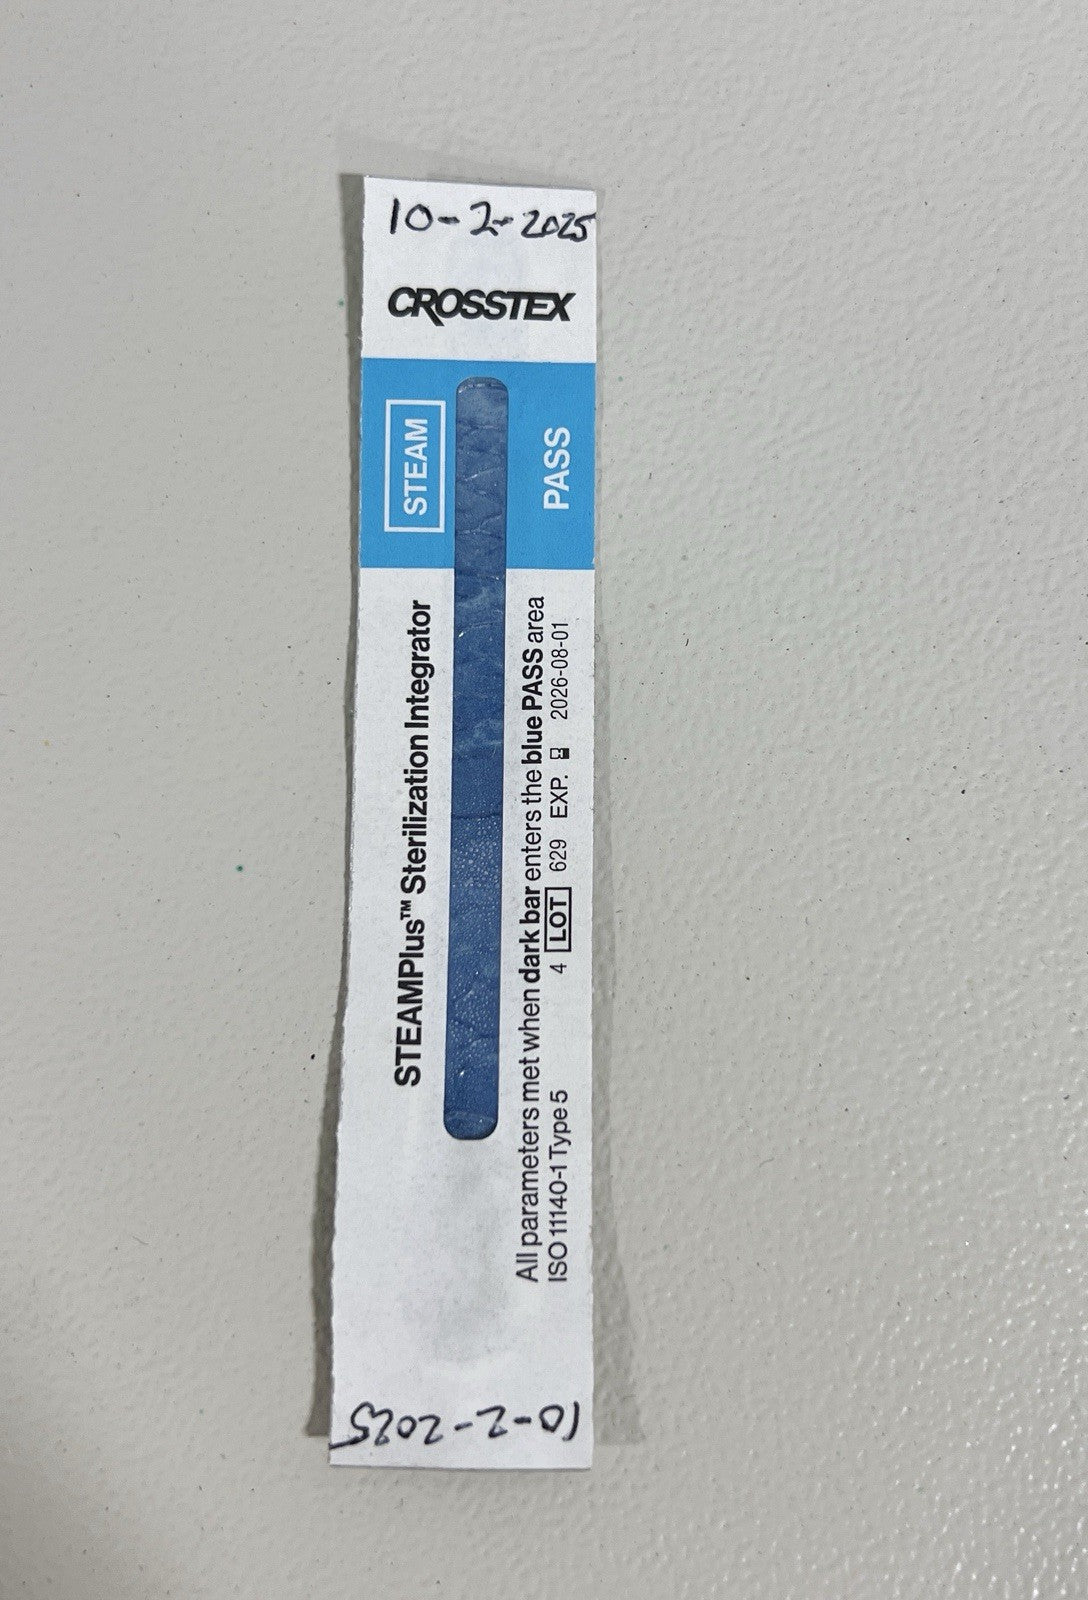 10-2-2025
CROSSTEX
STEAM
PASS
STEAMPlus™ Sterilization Integrator
All parameters met when dark bar enters the blue PASS area
ISO 11140-1 Type 5
4 LOT 629 EXP. 2026-08-01
10-2-2025